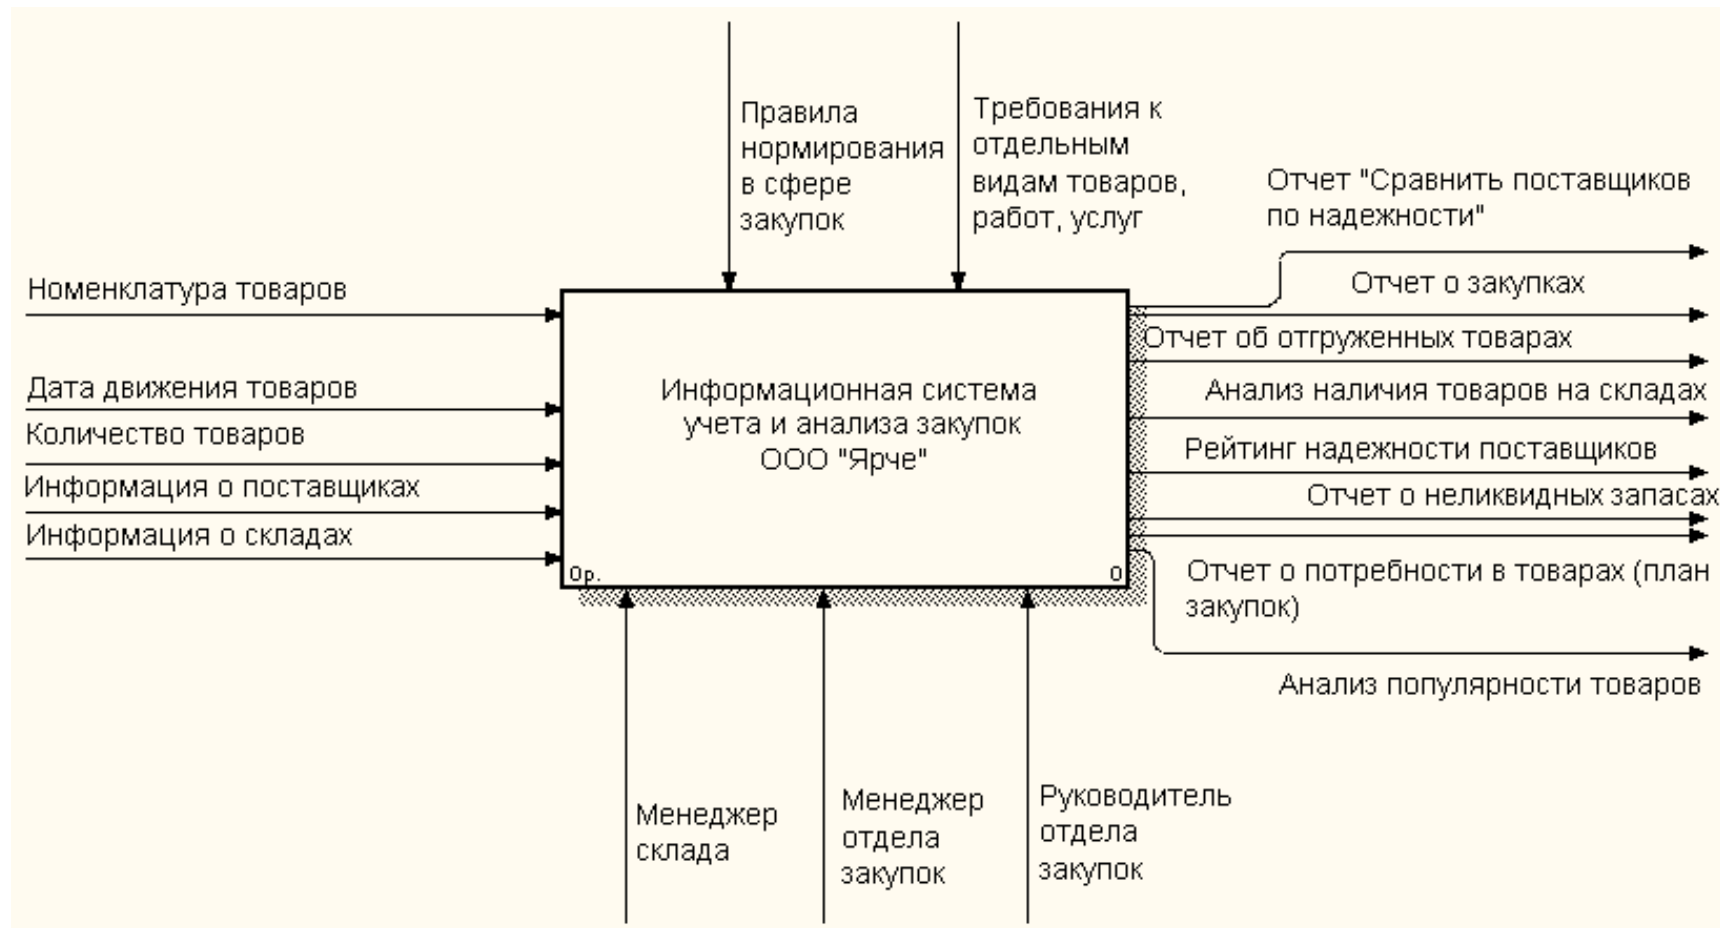 Правила
нормирования
в сфере
закупок
Требования к
отдельным
видам товаров,
работ, услуг
Отчет "Сравнить поставщиков
по надежности"
Отчет о закупках
Отчет об отгруженных товарах
Анализ наличия товаров на складах
Рейтинг надежности поставщиков
Отчет о неликвидных запасах
Отчет о потребности в товарах (план
закупок)
Анализ популярности товаров
Номенклатура товаров
Дата движения товаров
Количество товаров
Информация о поставщиках
Информация о складах
Информационная система
учета и анализа закупок
ООО "Ярче"
0р.
0
Менеджер
склада
Менеджер
отдела
закупок
Руководитель
отдела
закупок